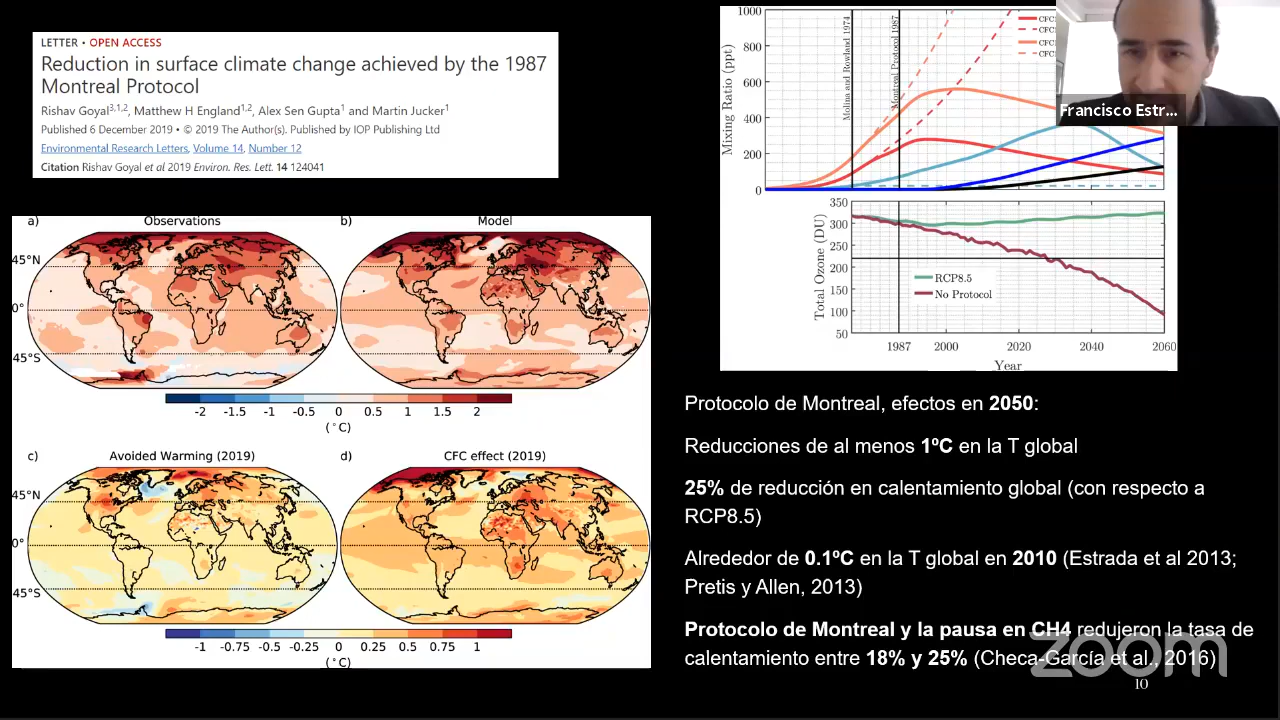 LETTER • OPEN ACCESS
Reduction in surface climate change achieved by the 1987
Montreal Protocol
Rishav Goyal3,1,2, Matthew H England1,2, Alex Sen Gupta1 and Martin Jucker1
Published 6 December 2019 • © 2019 The Author(s). Published by IOP Publishing Ltd
Environmental Research Letters, Volume 14, Number 12
Citation Rishav Goyal et al 2019 Environ. Res. Lett. 14 124041
a) Observations b) Model
45°N
0°
45°S
-2 -1.5 -1 -0.5 0 0.5 1 1.5 2
(°C)
c) Avoided Warming (2019) d) CFC effect (2019)
45°N
0°
45°S
-1 -0.75 -0.5 -0.25 0 0.25 0.5 0.75 1
(°C)
Mixing Ratio (ppt)
1000
800
600
400
200
0
Molina and Rowland 1974
Montreal Protocol 1987
CFC
CFC
CFC
CFC
Francisco Estr...
Total Ozone (DU)
350
300
250
200
150
100
50
RCP8.5
No Protocol
1987 2000 2020 2040 2060
Year
Protocolo de Montreal, efectos en 2050:
Reducciones de al menos 1ºC en la T global
25% de reducción en calentamiento global (con respecto a
RCP8.5)
Alrededor de 0.1ºC en la T global en 2010 (Estrada et al 2013;
Pretis y Allen, 2013)
Protocolo de Montreal y la pausa en CH4 redujeron la tasa de
calentamiento entre 18% y 25% (Checa-García et al., 2016)
zoom
10